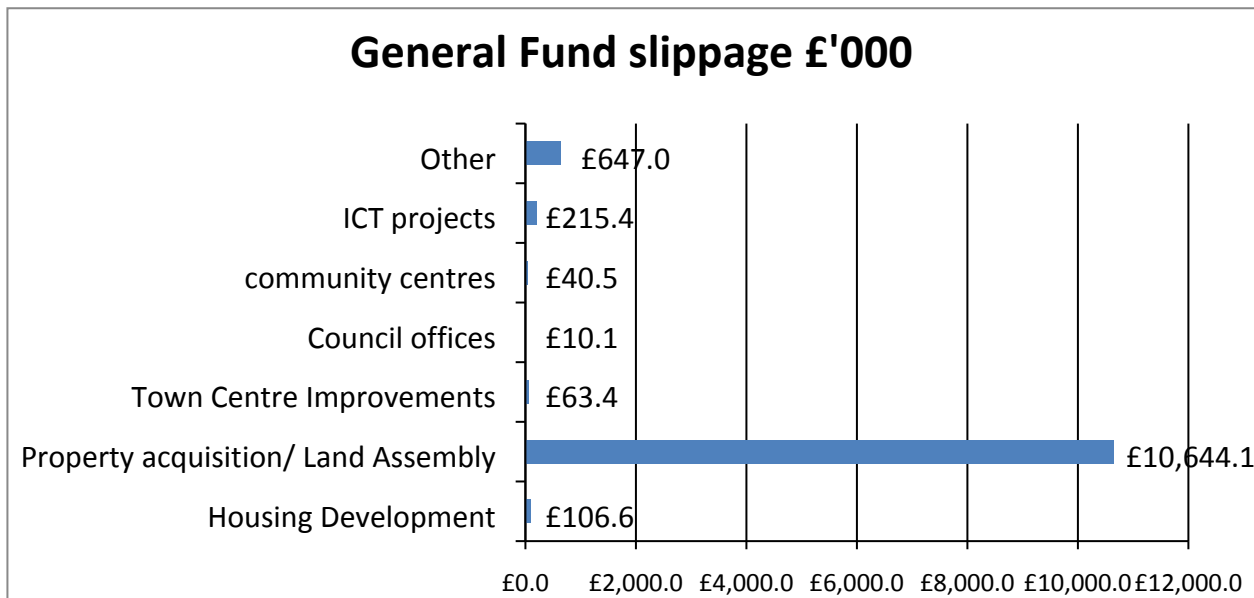 General Fund slippage £'000
Other £647.0
ICT projects £215.4
community centres £40.5
Council offices £10.1
Town Centre Improvements £63.4
Property acquisition/ Land Assembly £10,644.1
Housing Development £106.6
£0.0 £2,000.0 £4,000.0 £6,000.0 £8,000.0 £10,000.0 £12,000.0